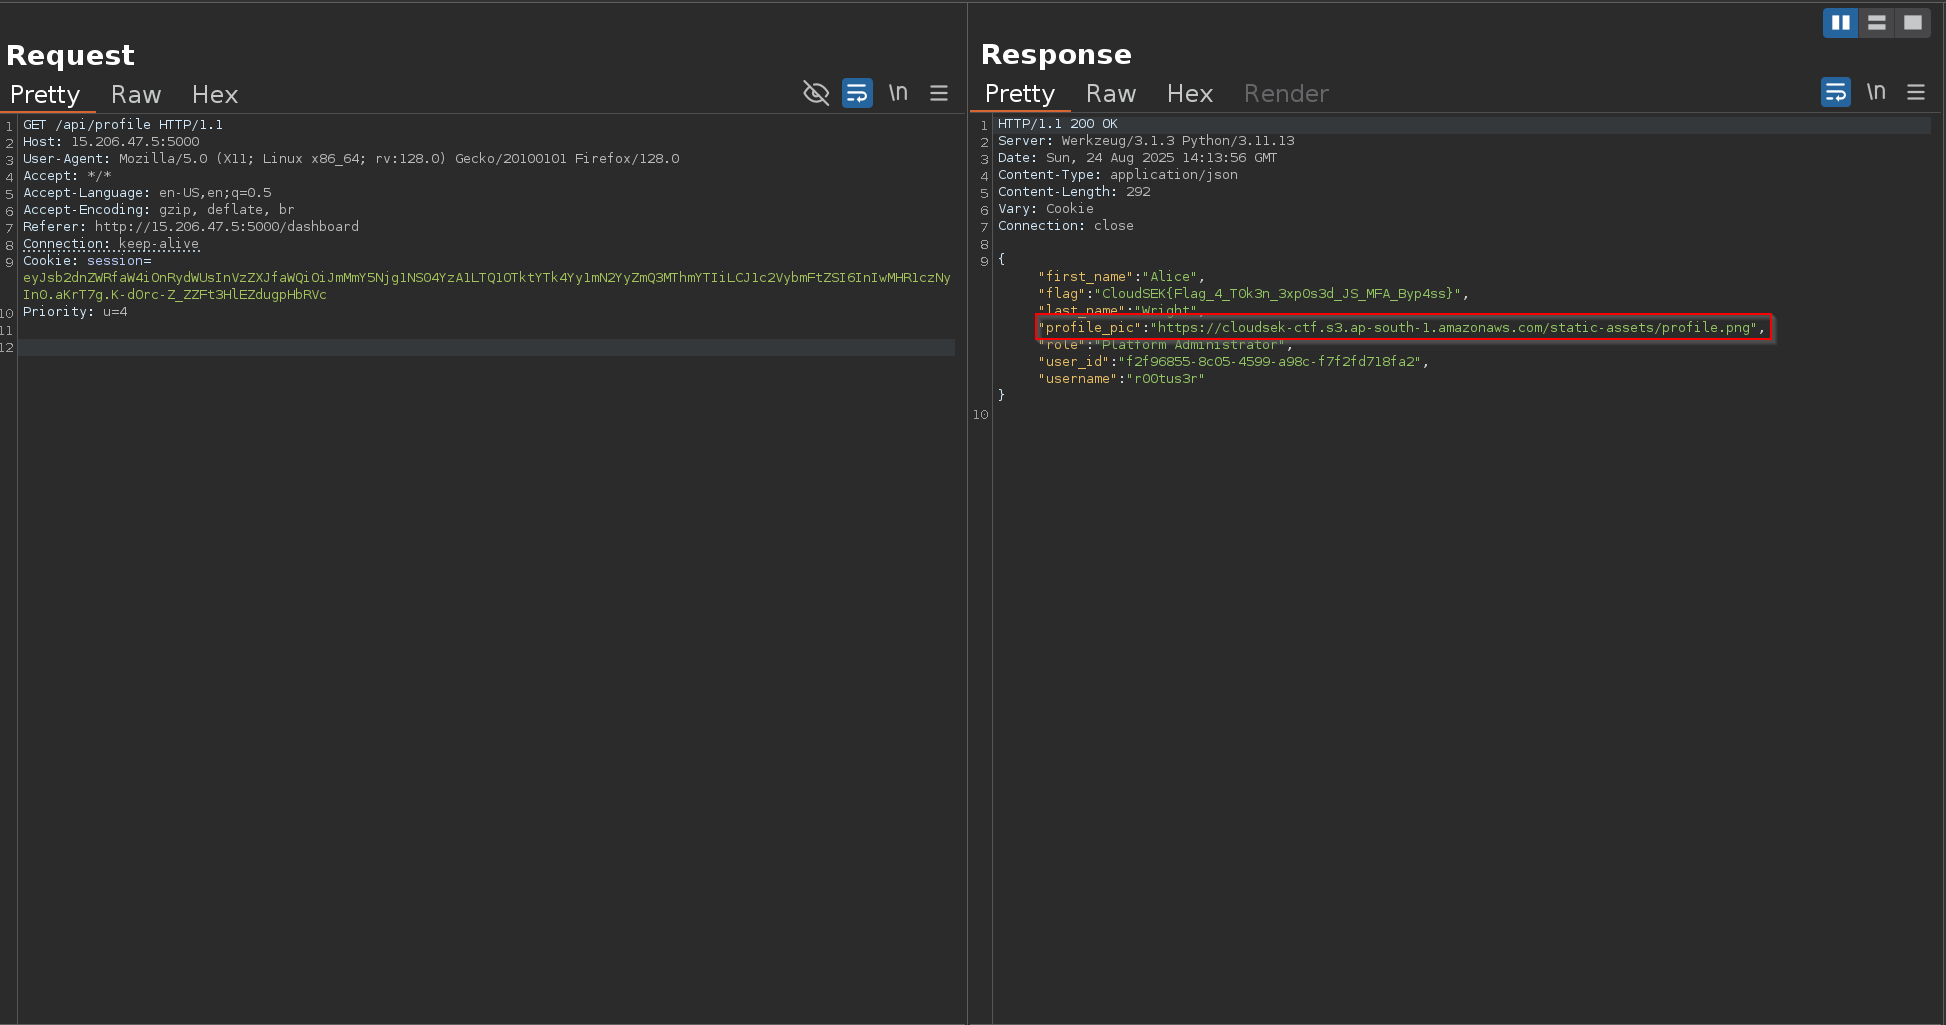 Request
Pretty Raw Hex
\n
1 GET /api/profile HTTP/1.1
2 Host: 15.206.47.5:5000
3 User-Agent: Mozilla/5.0 (X11; Linux x86_64; rv:128.0) Gecko/20100101 Firefox/128.0
4 Accept: */*
5 Accept-Language: en-US,en;q=0.5
6 Accept-Encoding: gzip, deflate, br
7 Referer: http://15.206.47.5:5000/dashboard
8 Connection: keep-alive
9 Cookie: session=
eyJsb2dnZWRfaW4iOnRydWUsInVzZXJfaWQiOiJmMmY5Njg1NS04YzA1LTQ1OTktYTk4Yy1mN2YyZmQ3MThmYTIiLCJ1c2VybmFtZSI6InIwMHR1czNy
In0.aKrT7g.K-dOrc-Z_ZZFt3HlEZdugpHbRVc
10 Priority: u=4
11
12
Response
Pretty Raw Hex Render
\n
1 HTTP/1.1 200 OK
2 Server: Werkzeug/3.1.3 Python/3.11.13
3 Date: Sun, 24 Aug 2025 14:13:56 GMT
4 Content-Type: application/json
5 Content-Length: 292
6 Vary: Cookie
7 Connection: close
8
9 {
"first_name":"Alice",
"flag":"CloudSEK{Flag_4_T0k3n_3xp0s3d_JS_MFA_Byp4ss}",
"last_name":"Wright",
"profile_pic":"https://cloudsek-ctf.s3.ap-south-1.amazonaws.com/static-assets/profile.png",
"role":"Platform Administrator",
"user_id":"f2f96855-8c05-4599-a98c-f7f2fd718fa2",
"username":"r00tus3r"
}
10